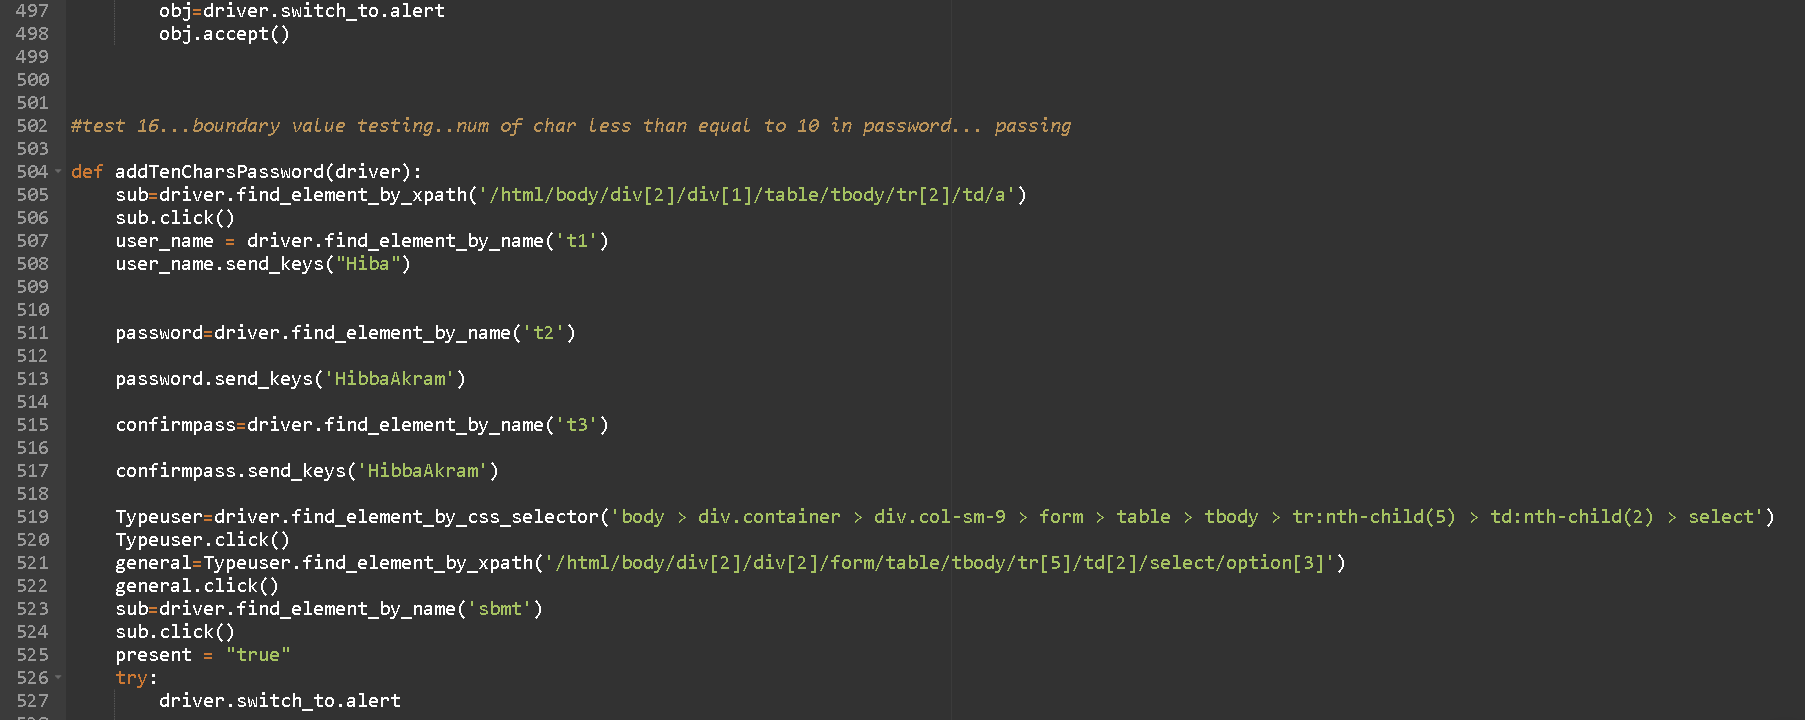 497 obj=driver.switch_to.alert
498 obj.accept()
499
500
501
502 #test 16...boundary value testing..num of char less than equal to 10 in password... passing
503
504 def addTenCharsPassword(driver):
505 sub=driver.find_element_by_xpath('/html/body/div[2]/div[1]/table/tbody/tr[2]/td/a')
506 sub.click()
507 user_name = driver.find_element_by_name('t1')
508 user_name.send_keys("Hiba")
509
510
511 password=driver.find_element_by_name('t2')
512
513 password.send_keys('HibbaAkram')
514
515 confirmpass=driver.find_element_by_name('t3')
516
517 confirmpass.send_keys('HibbaAkram')
518
519 Typeuser=driver.find_element_by_css_selector('body > div.container > div.col-sm-9 > form > table > tbody > tr:nth-child(5) > td:nth-child(2) > select')
520 Typeuser.click()
521 general=Typeuser.find_element_by_xpath('/html/body/div[2]/div[2]/form/table/tbody/tr[5]/td[2]/select/option[3]')
522 general.click()
523 sub=driver.find_element_by_name('sbmt')
524 sub.click()
525 present = "true"
526 try:
527 driver.switch_to.alert